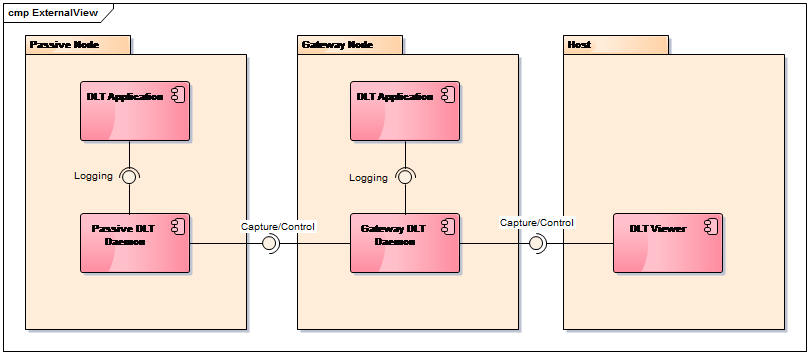 cmp ExternalView
Passive Node
Gateway Node
Host
DLT Application
DLT Application
Logging
Logging
Passive DLT
Daemon
Capture/Control
Gateway DLT
Daemon
Capture/Control
DLT Viewer